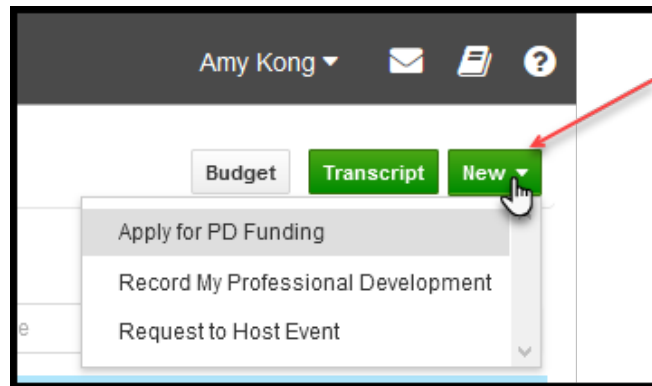 Amy Kong
Budget Transcript New
Apply for PD Funding
Record My Professional Development
e
Request to Host Event